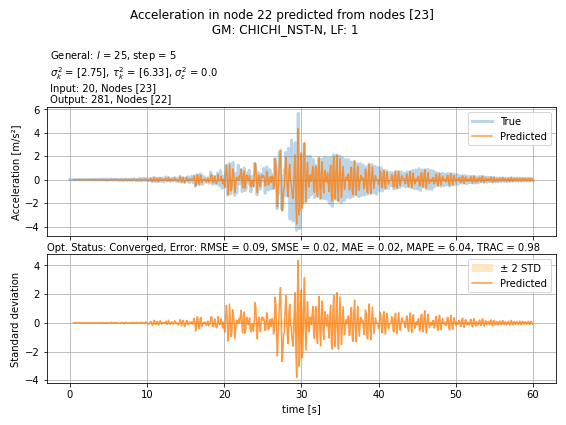 Acceleration in node 22 predicted from nodes [23]
GM: CHICHI_NST-N, LF: 1
General: l = 25, step = 5
σ²ₖ = [2.75], τ²ₖ = [6.33], σ²ε = 0.0
Input: 20, Nodes [23]
Output: 281, Nodes [22]
Acceleration [m/s²]
6
4
2
0
−2
−4
True
Predicted
Opt. Status: Converged, Error: RMSE = 0.09, SMSE = 0.02, MAE = 0.02, MAPE = 6.04, TRAC = 0.98
Standard deviation
4
2
0
−2
−4
± 2 STD
Predicted
0 10 20 30 40 50 60
time [s]